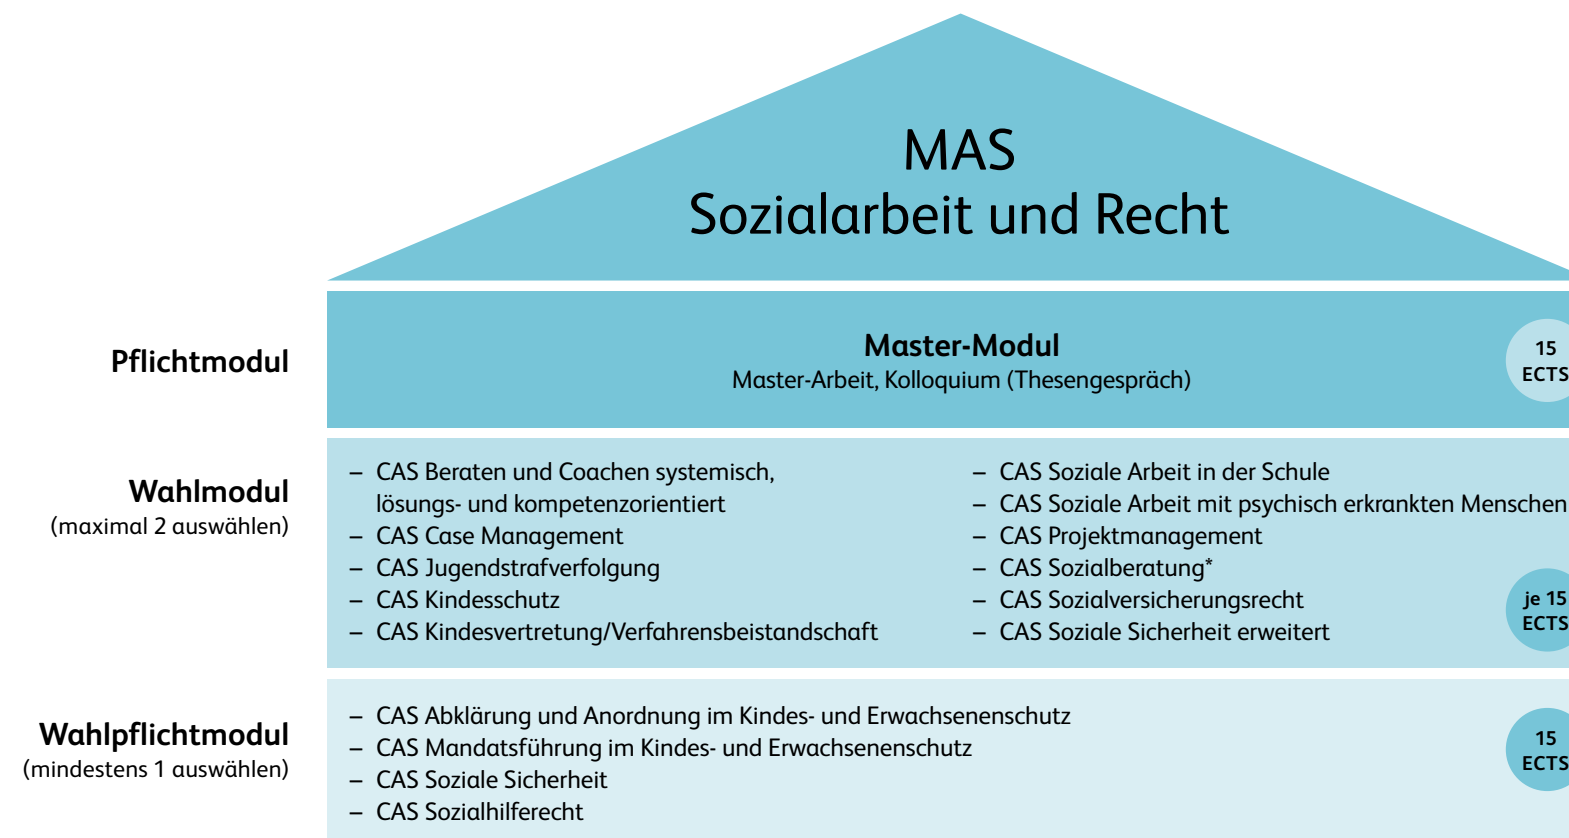 MAS
Sozialarbeit und Recht
Pflichtmodul
Master-Modul
Master-Arbeit, Kolloquium (Thesengespräch)
15
ECTS
Wahlmodul
(maximal 2 auswählen)
– CAS Beraten und Coachen systemisch,
lösungs- und kompetenzorientiert
– CAS Case Management
– CAS Jugendstrafverfolgung
– CAS Kindesschutz
– CAS Kindesvertretung/Verfahrensbeistandschaft
– CAS Soziale Arbeit in der Schule
– CAS Soziale Arbeit mit psychisch erkrankten Menschen
– CAS Projektmanagement
– CAS Sozialberatung*
– CAS Sozialversicherungsrecht
– CAS Soziale Sicherheit erweitert
je 15
ECTS
Wahlpflichtmodul
(mindestens 1 auswählen)
– CAS Abklärung und Anordnung im Kindes- und Erwachsenenschutz
– CAS Mandatsführung im Kindes- und Erwachsenenschutz
– CAS Soziale Sicherheit
– CAS Sozialhilferecht
15
ECTS